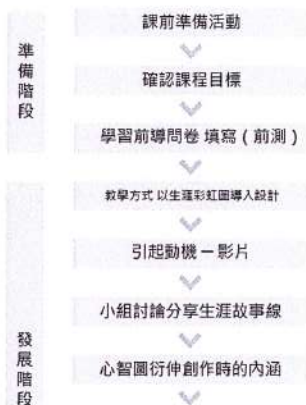 準備階段
課前準備活動
確認課程目標
學習前導問卷 填寫（前測）
發展階段
教學方式 以生涯彩虹圖導入設計
引起動機－影片
小組討論分享生涯故事線
心智圖衍伸創作時的內涵